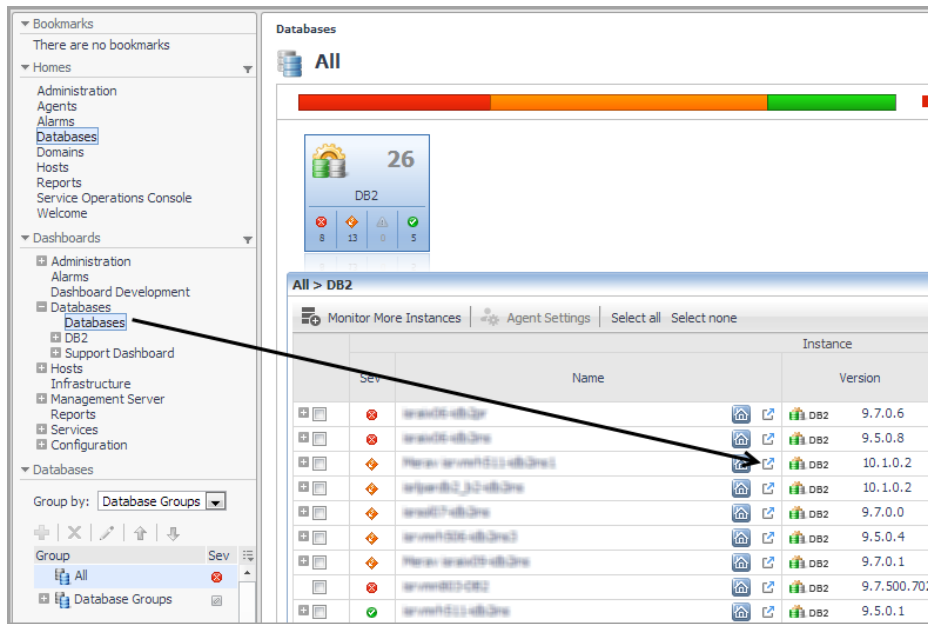 Bookmarks
There are no bookmarks
Homes
Administration
Agents
Alarms
Databases
Domains
Hosts
Reports
Service Operations Console
Welcome
Dashboards
Administration
Alarms
Dashboard Development
Databases
Databases
DB2
Support Dashboard
Hosts
Infrastructure
Management Server
Reports
Services
Configuration
Databases
Group by: Database Groups
Group Sev
All
Database Groups
Databases
All
26
DB2
8 13 0 5
All > DB2
Monitor More Instances Agent Settings Select all Select none
Instance
Sev Name Version
DB2 9.7.0.6
DB2 9.5.0.8
DB2 10.1.0.2
DB2 10.1.0.2
DB2 9.7.0.0
DB2 9.5.0.4
DB2 9.7.0.1
DB2 9.7.500.702
DB2 9.5.0.1